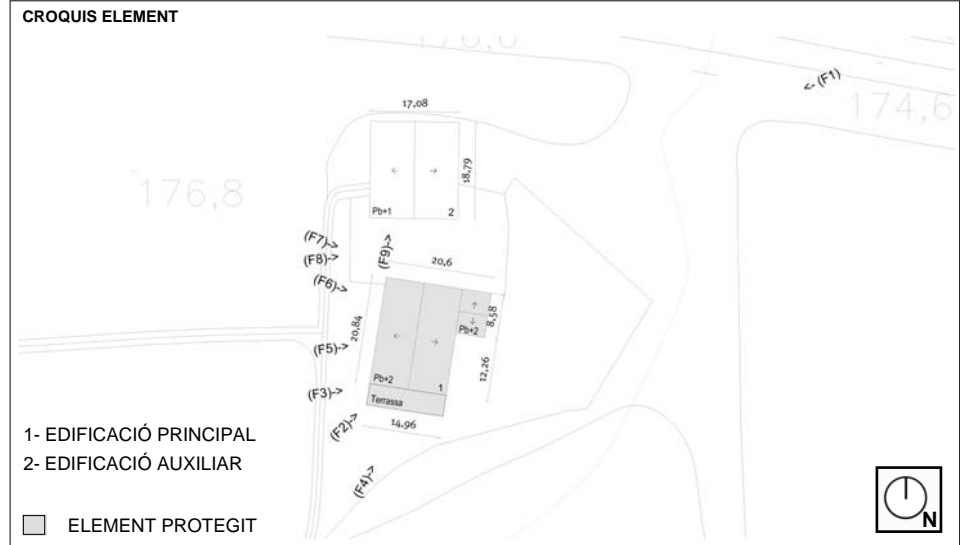 CROQUIS ELEMENT
176,6
<- (F1)
174,6
17,08
18,79
176,8
Pb+1
2
(F7)->
(F8)->
(F9)->
(F6)->
20,6
20,84
8,58
Pb+2
(F5)->
12,26
Pb+2
1
(F3)->
Terrassa
(F2)->
14,96
(F4)->
1- EDIFICACIÓ PRINCIPAL
2- EDIFICACIÓ AUXILIAR
ELEMENT PROTEGIT
N